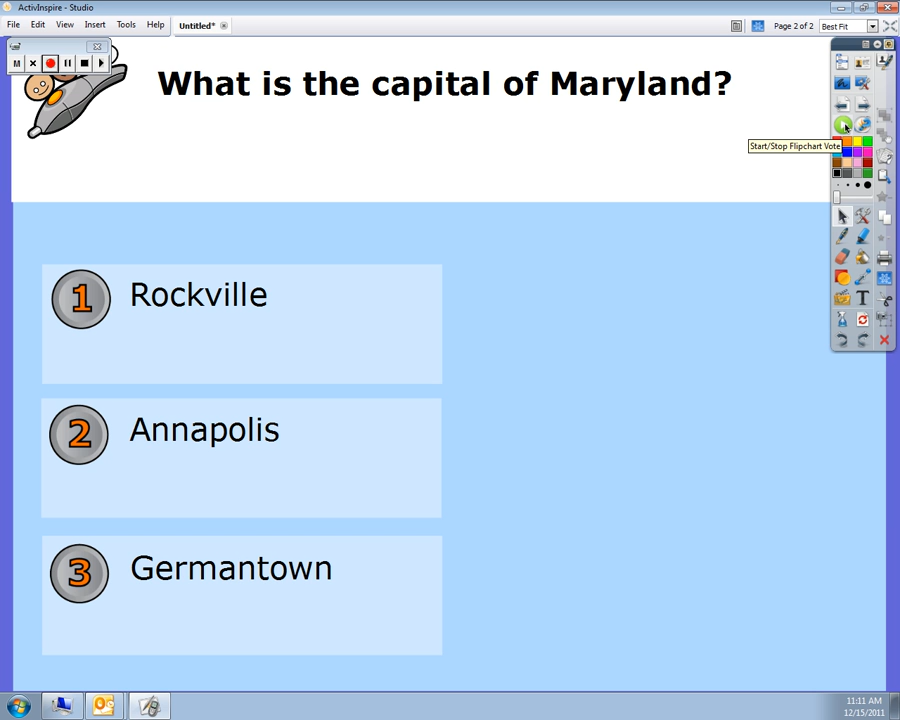 ActivInspire - Studio
File Edit View Insert Tools Help Untitled* Page 2 of 2 Best Fit
M
What is the capital of Maryland?
Start/Stop Flipchart Vote
T
1 Rockville
2 Annapolis
3 Germantown
11:11 AM
12/15/2011